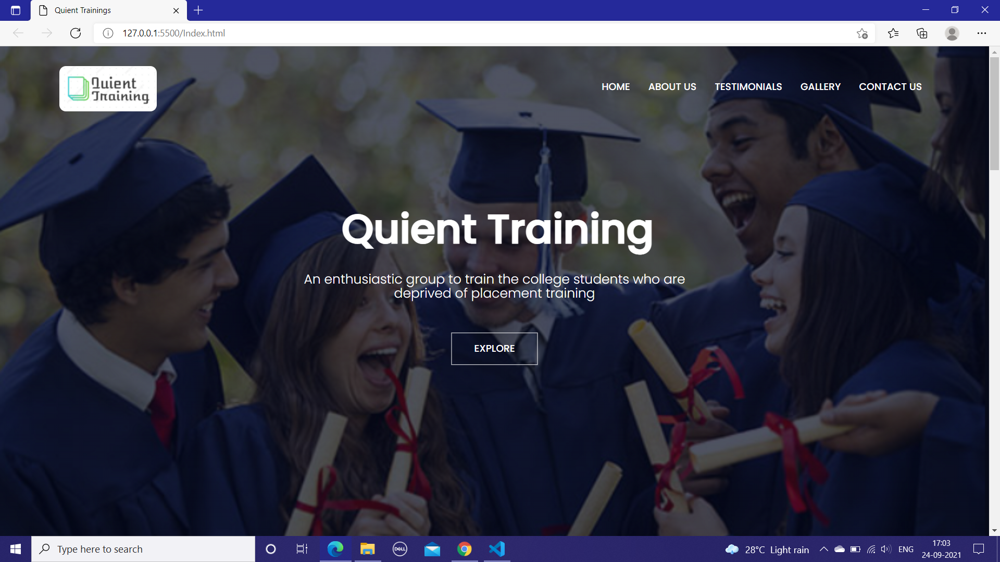 Quient Trainings
127.0.0.1:5500/Index.html
Quient
Training
HOME ABOUT US TESTIMONIALS GALLERY CONTACT US
Quient Training
An enthusiastic group to train the college students who are
deprived of placement training
EXPLORE
Type here to search
DELL
28°C Light rain
ENG
17:03
24-09-2021